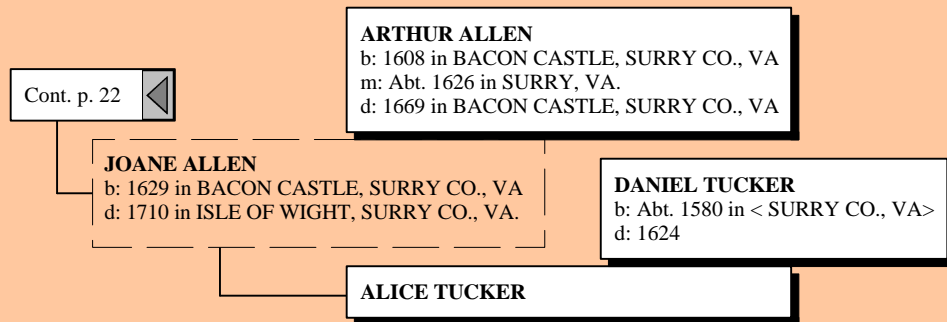 ARTHUR ALLEN
b: 1608 in BACON CASTLE, SURRY CO., VA
m: Abt. 1626 in SURRY, VA.
d: 1669 in BACON CASTLE, SURRY CO., VA
Cont. p. 22
JOANE ALLEN
b: 1629 in BACON CASTLE, SURRY CO., VA
d: 1710 in ISLE OF WIGHT, SURRY CO., VA.
DANIEL TUCKER
b: Abt. 1580 in < SURRY CO., VA>
d: 1624
ALICE TUCKER